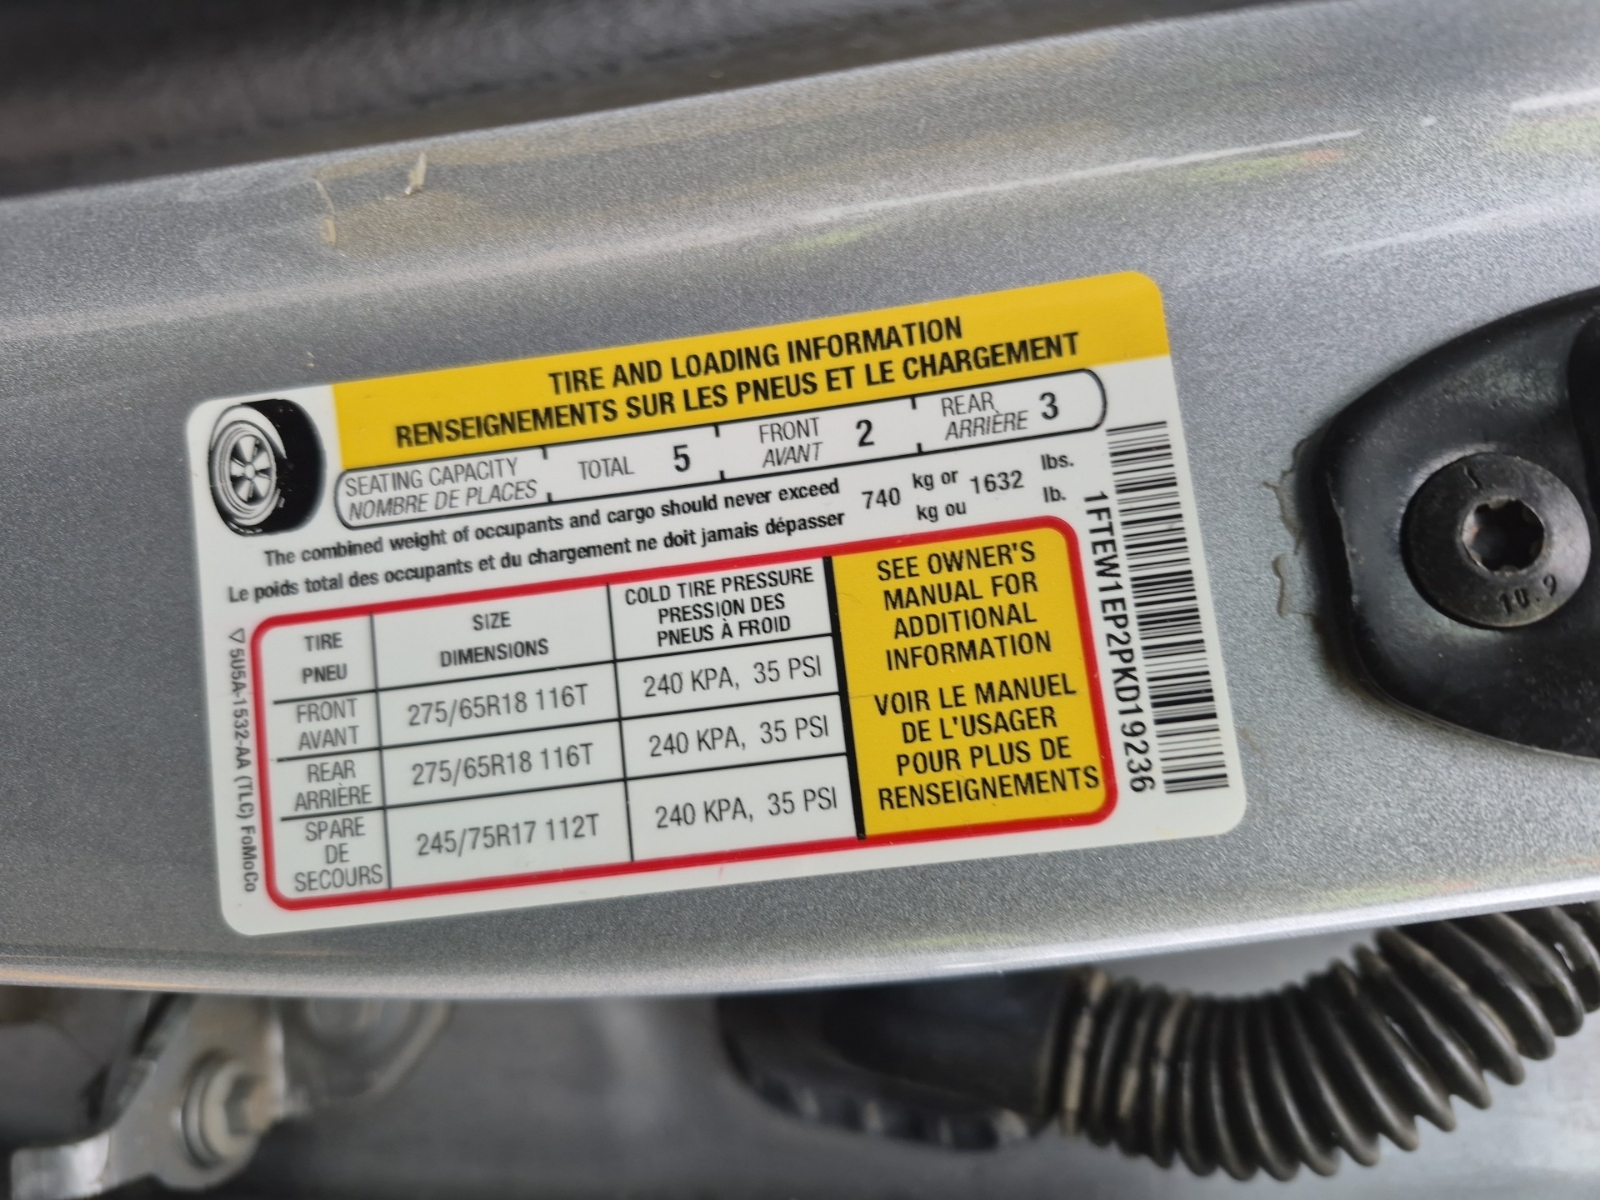 TIRE AND LOADING INFORMATION
RENSEIGNEMENTS SUR LES PNEUS ET LE CHARGEMENT
SEATING CAPACITY TOTAL 5 FRONT 2 REAR 3
NOMBRE DE PLACES AVANT ARRIÈRE
The combined weight of occupants and cargo should never exceed 740 kg or 1632 lbs.
Le poids total des occupants et du chargement ne doit jamais dépasser kg ou lb.
TIRE SIZE COLD TIRE PRESSURE
PNEU DIMENSIONS PRESSION DES
PNEUS À FROID
FRONT 275/65R18 116T 240 KPA, 35 PSI
AVANT
REAR 275/65R18 116T 240 KPA, 35 PSI
ARRIÈRE
SPARE 245/75R17 112T 240 KPA, 35 PSI
DE
SECOURS
SEE OWNER'S
MANUAL FOR
ADDITIONAL
INFORMATION
VOIR LE MANUEL
DE L'USAGER
POUR PLUS DE
RENSEIGNEMENTS
1FTEW1EP2PKD19236
5U5A-1532-AA (TLC) FoMoCo
10.9